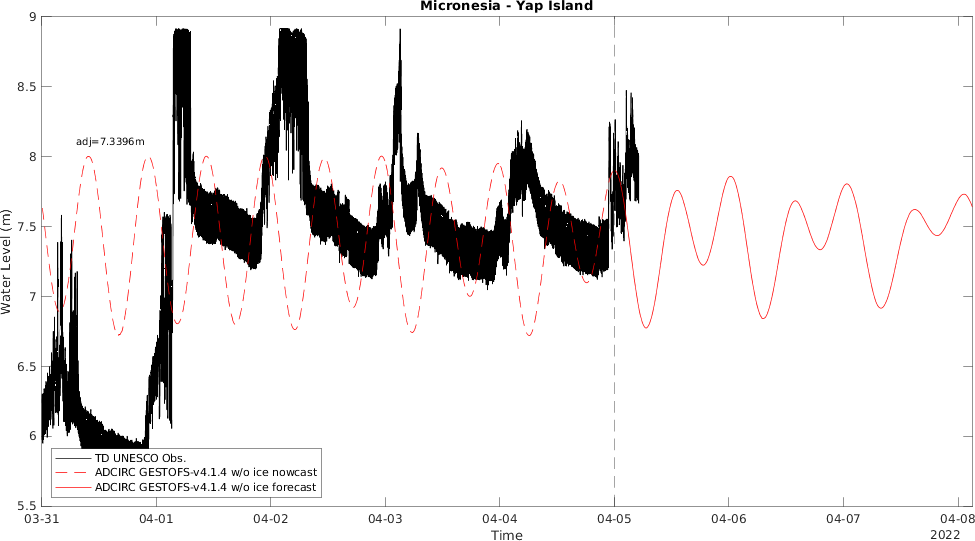 Micronesia - Yap Island
9
8.5
8
7.5
7
6.5
6
5.5
Water Level (m)
adj=7.3396m
TD UNESCO Obs.
ADCIRC GESTOFS-v4.1.4 w/o ice nowcast
ADCIRC GESTOFS-v4.1.4 w/o ice forecast
03-31 04-01 04-02 04-03 04-04 04-05 04-06 04-07 04-08
Time
2022